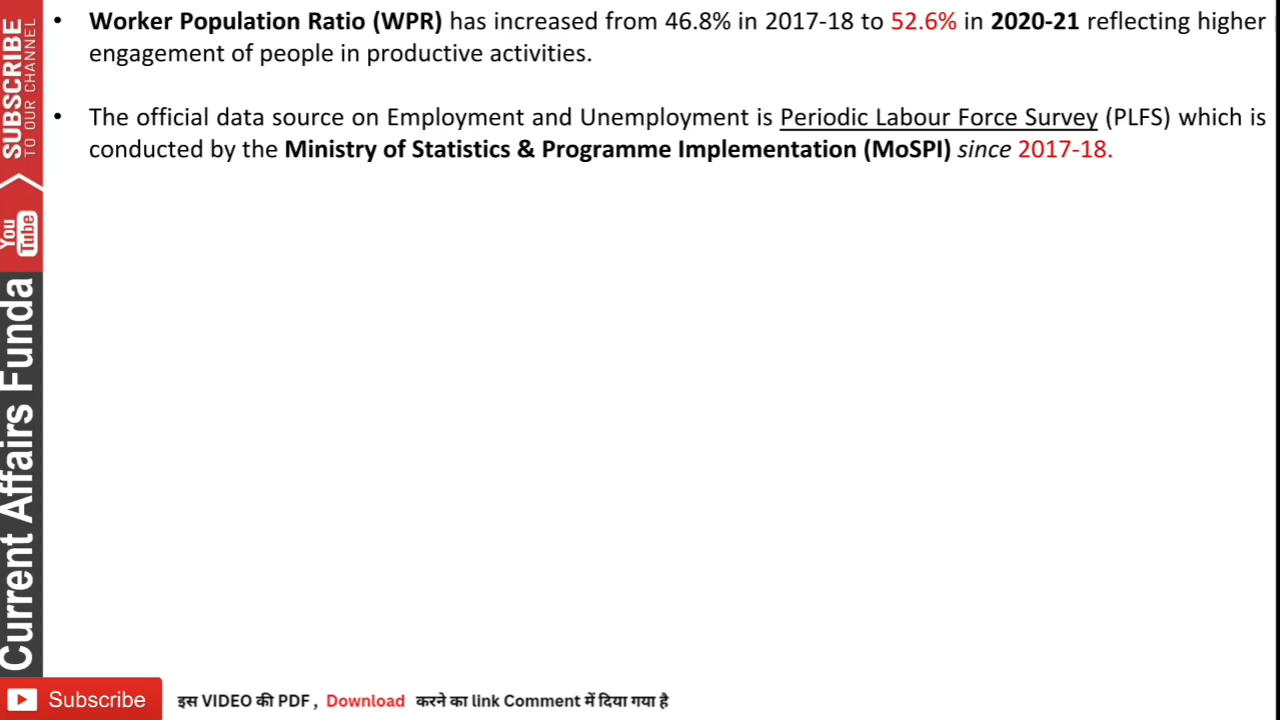 • Worker Population Ratio (WPR) has increased from 46.8% in 2017-18 to 52.6% in 2020-21 reflecting higher
engagement of people in productive activities.
• The official data source on Employment and Unemployment is Periodic Labour Force Survey (PLFS) which is
conducted by the Ministry of Statistics & Programme Implementation (MoSPI) since 2017-18.
SUBSCRIBE
TO OUR CHANNEL
You
Tube
Current Affairs Funda
Subscribe
इस VIDEO की PDF , Download करने का link Comment में दिया गया है